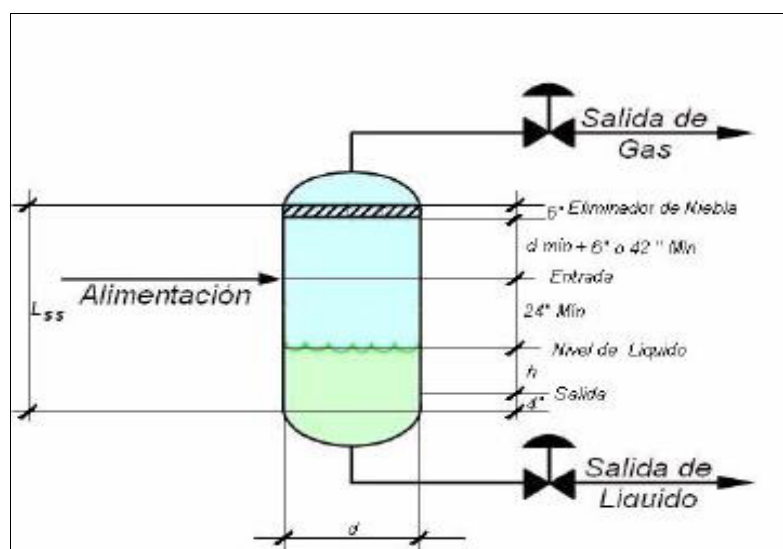 Salida de
Gas
6" Eliminador de Niebla
d min + 6" o 42" Min
Entrada
Alimentación
24" Min
Lss
Nivel de Liquido
h
Salida
4"
Salida de
Liquido
d